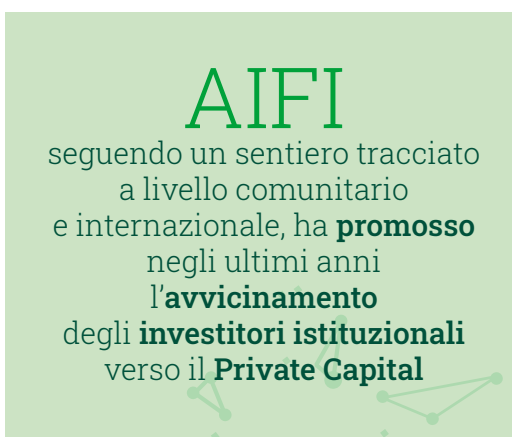 AIFI
seguendo un sentiero tracciato
a livello comunitario
e internazionale, ha promosso
negli ultimi anni
l'avvicinamento
degli investitori istituzionali
verso il Private Capital